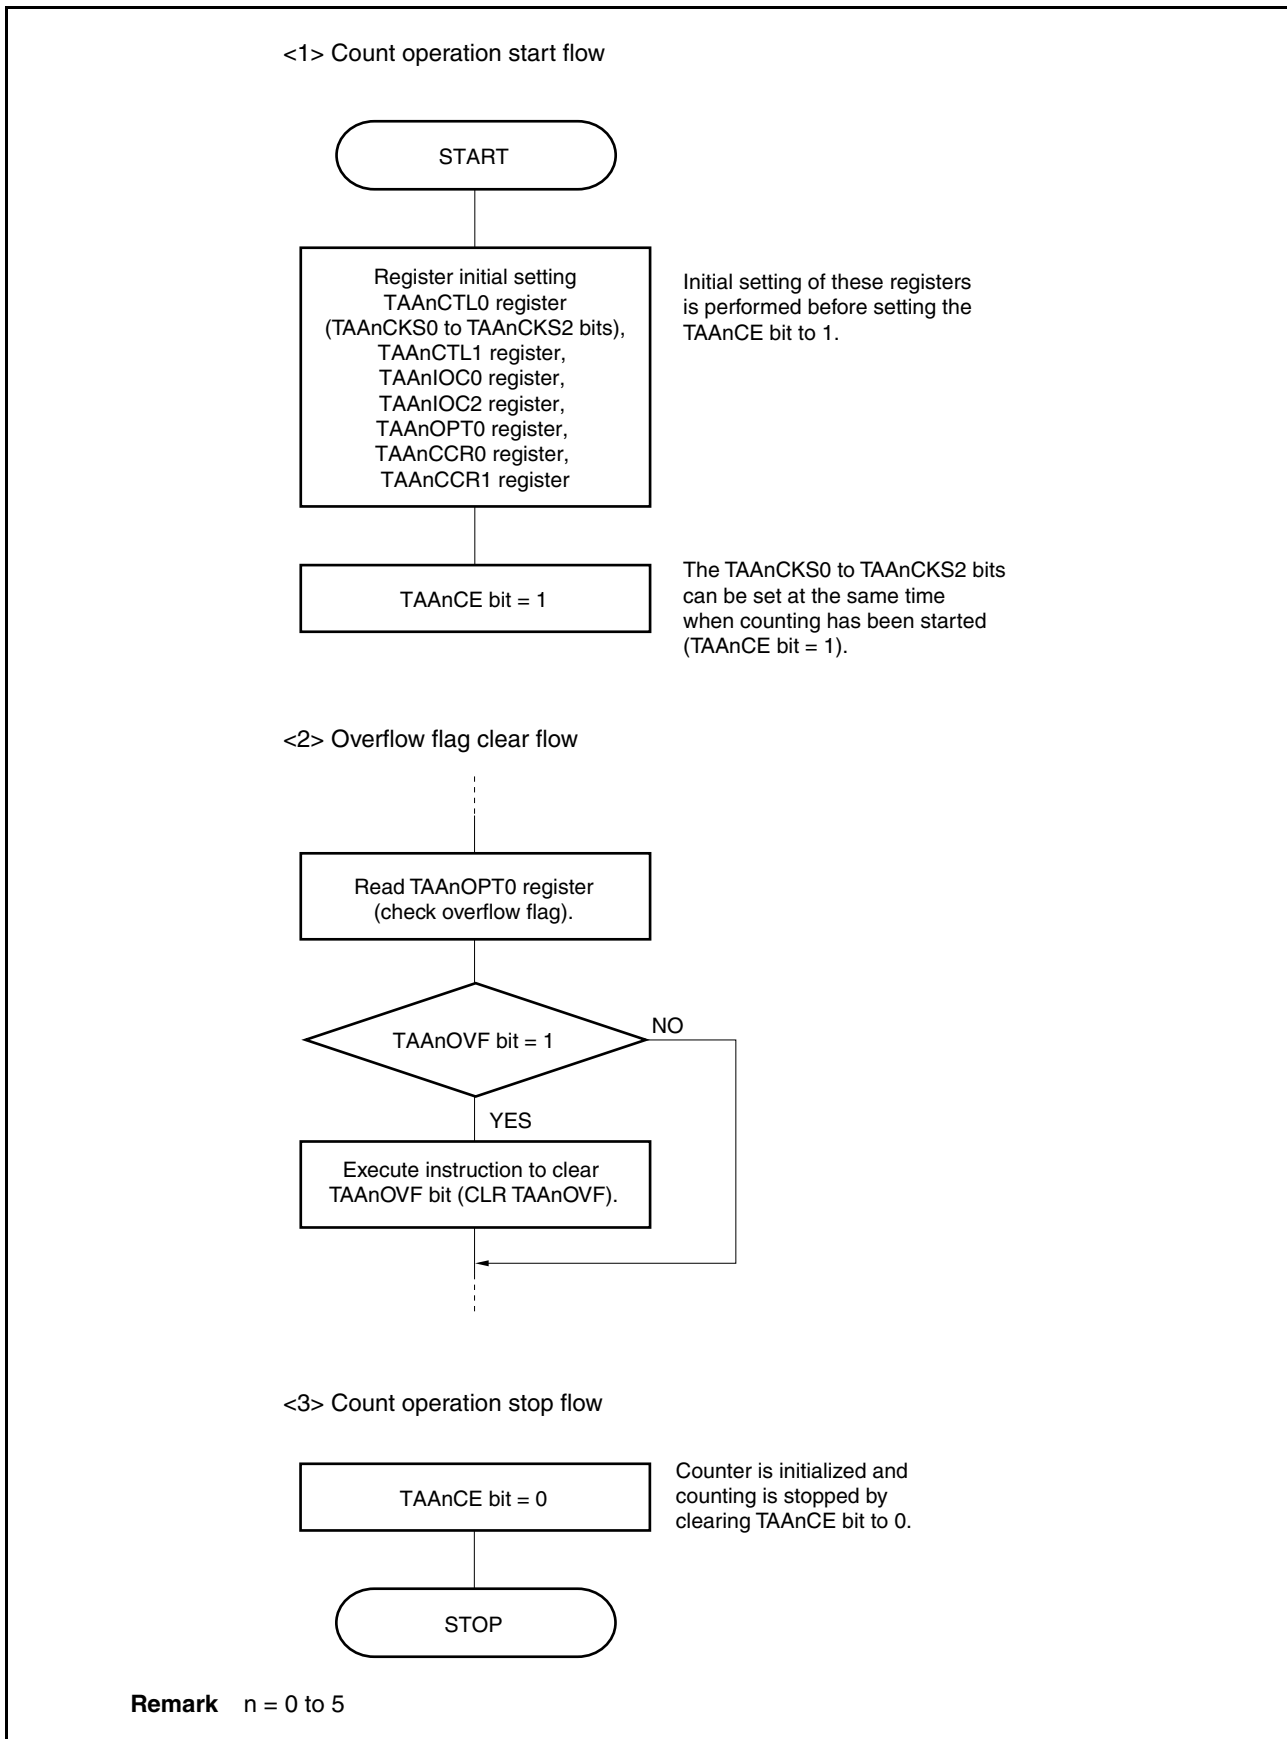 <1> Count operation start flow
START
Register initial setting
TAAnCTL0 register
(TAAnCKS0 to TAAnCKS2 bits),
TAAnCTL1 register,
TAAnIOC0 register,
TAAnIOC2 register,
TAAnOPT0 register,
TAAnCCR0 register,
TAAnCCR1 register
Initial setting of these registers
is performed before setting the
TAAnCE bit to 1.
TAAnCE bit = 1
The TAAnCKS0 to TAAnCKS2 bits
can be set at the same time
when counting has been started
(TAAnCE bit = 1).
<2> Overflow flag clear flow
Read TAAnOPT0 register
(check overflow flag).
TAAnOVF bit = 1
NO
YES
Execute instruction to clear
TAAnOVF bit (CLR TAAnOVF).
<3> Count operation stop flow
TAAnCE bit = 0
Counter is initialized and
counting is stopped by
clearing TAAnCE bit to 0.
STOP
Remark n = 0 to 5